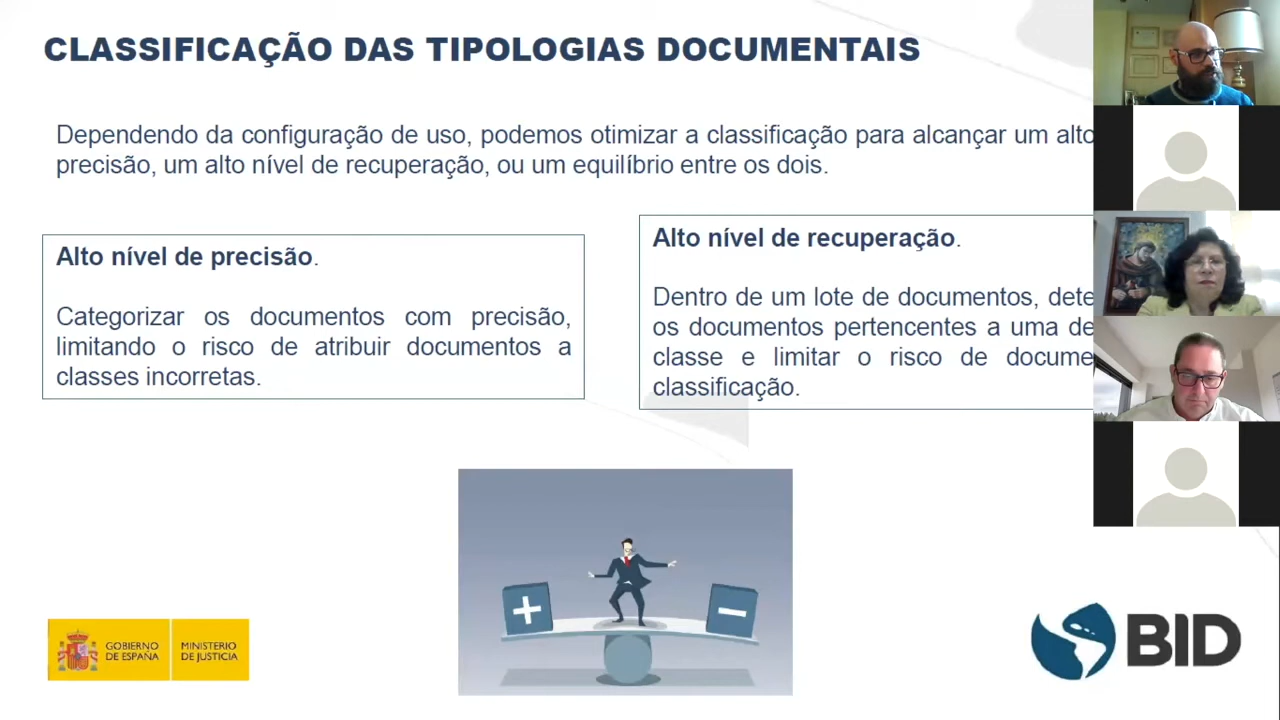 CLASSIFICAÇÃO DAS TIPOLOGIAS DOCUMENTAIS
Dependendo da configuração de uso, podemos otimizar a classificação para alcançar um alto
precisão, um alto nível de recuperação, ou um equilíbrio entre os dois.
Alto nível de precisão.
Categorizar os documentos com precisão,
limitando o risco de atribuir documentos a
classes incorretas.
Alto nível de recuperação.
Dentro de um lote de documentos, dete
os documentos pertencentes a uma de
classe e limitar o risco de docume
classificação.
+ −
GOBIERNO
DE ESPAÑA
MINISTERIO
DE JUSTICIA
BID